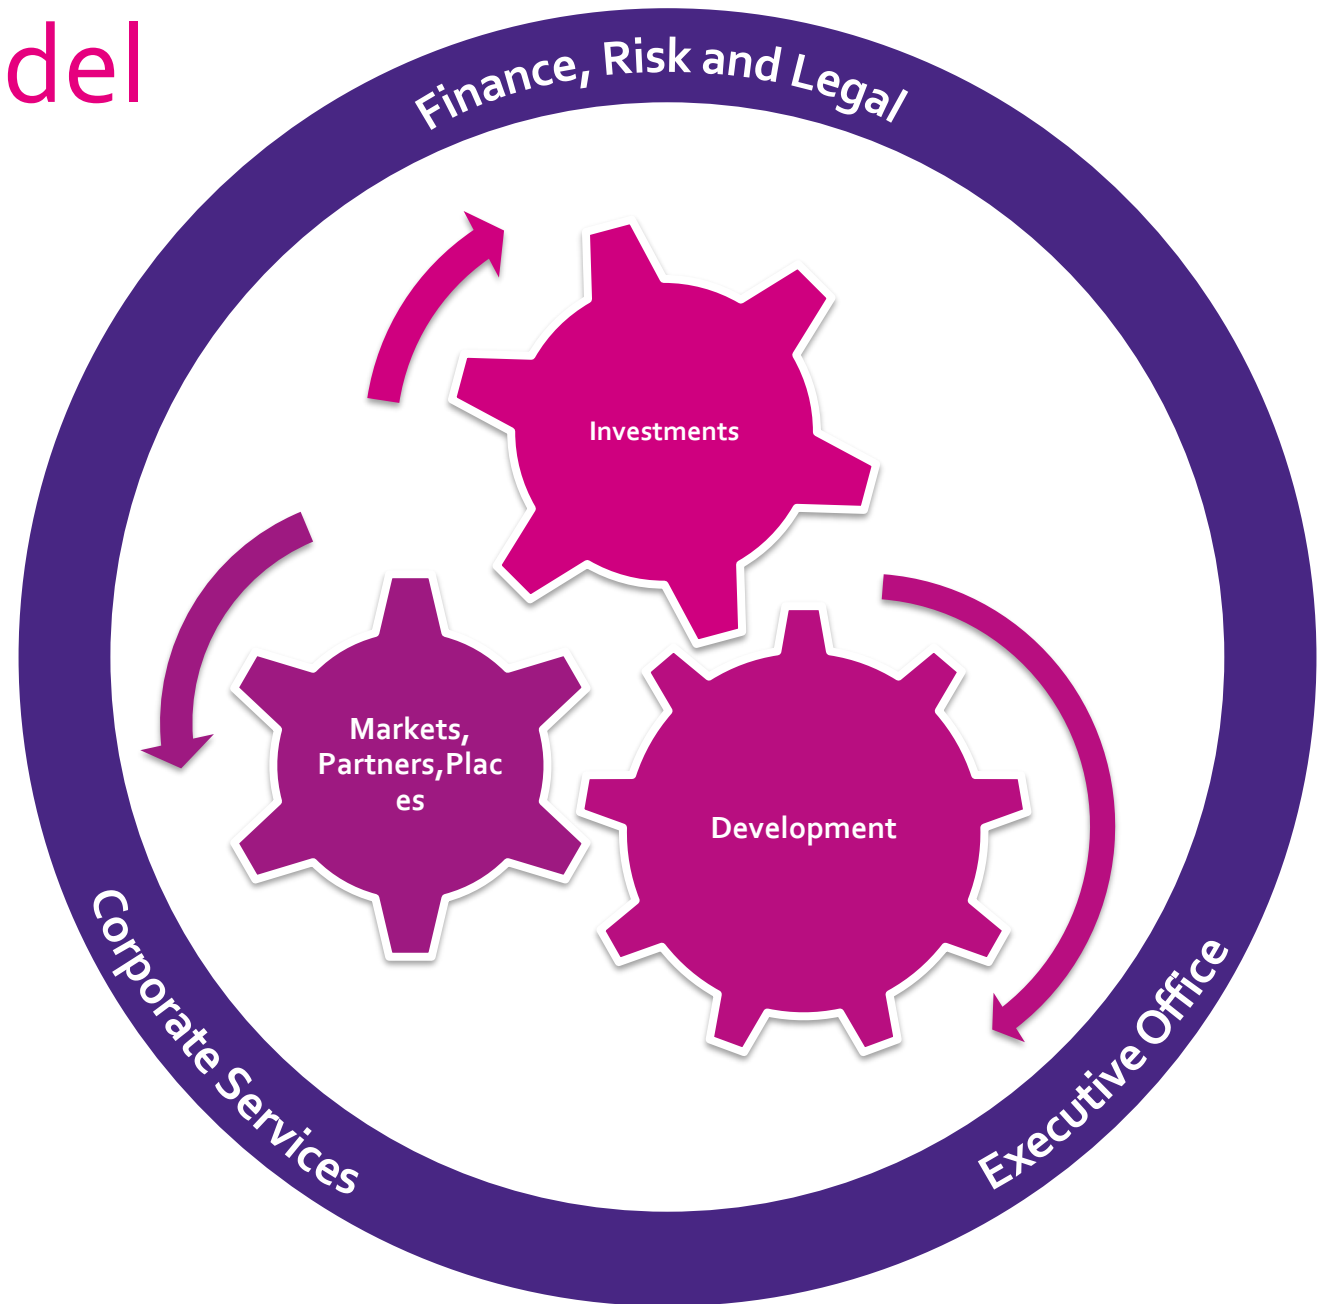 del
Finance, Risk and Legal
Investments
Markets,
Partners,Plac
es
Development
Corporate Services
Executive Office